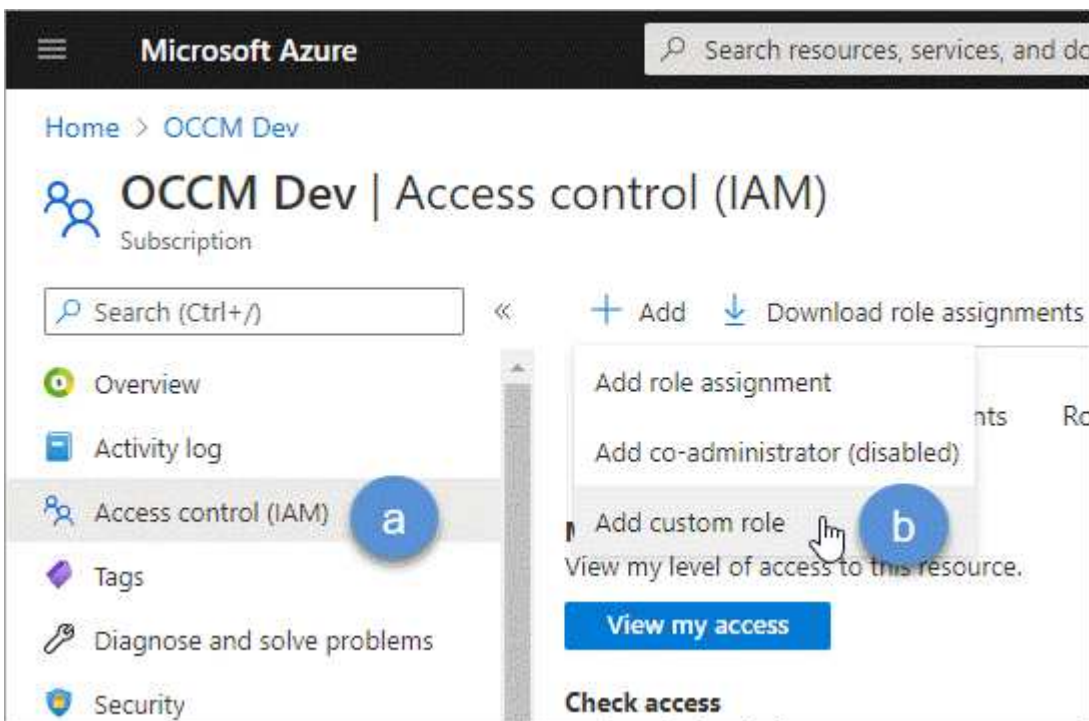 Microsoft Azure
Search resources, services, and do
Home > OCCM Dev
OCCM Dev | Access control (IAM)
Subscription
Search (Ctrl+/)
«
+ Add
Download role assignments
Overview
Activity log
Access control (IAM)
a
Tags
Diagnose and solve problems
Security
Add role assignment
Add co-administrator (disabled)
Add custom role
b
nts
Ro
View my level of access to this resource.
View my access
Check access